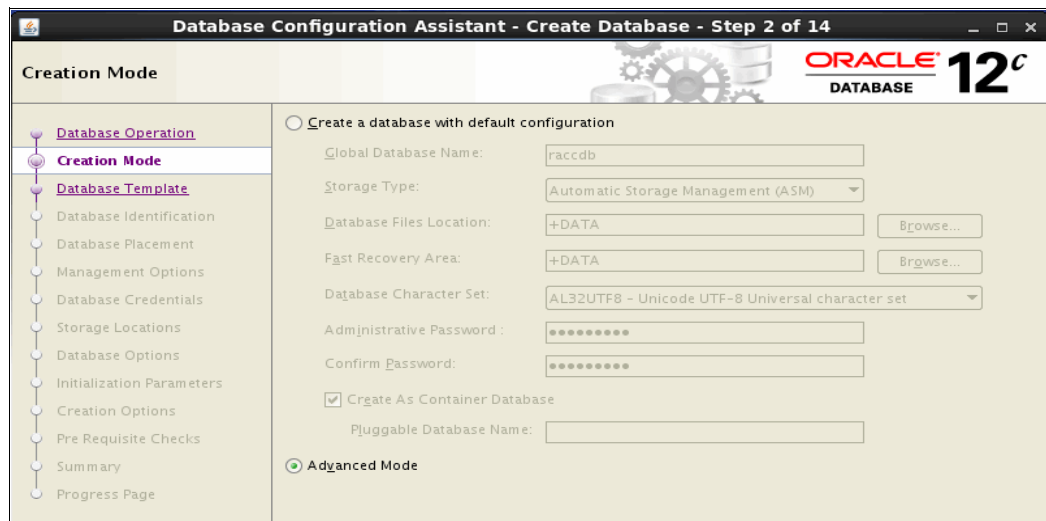 Database Configuration Assistant - Create Database - Step 2 of 14
Creation Mode
ORACLE
DATABASE
12c
Database Operation
Creation Mode
Database Template
Database Identification
Database Placement
Management Options
Database Credentials
Storage Locations
Database Options
Initialization Parameters
Creation Options
Pre Requisite Checks
Summary
Progress Page
Create a database with default configuration
Global Database Name: raccdb
Storage Type: Automatic Storage Management (ASM)
Database Files Location: +DATA Browse...
Fast Recovery Area: +DATA Browse...
Database Character Set: AL32UTF8 - Unicode UTF-8 Universal character set
Administrative Password : •••••••••
Confirm Password: •••••••••
Create As Container Database
Pluggable Database Name:
Advanced Mode